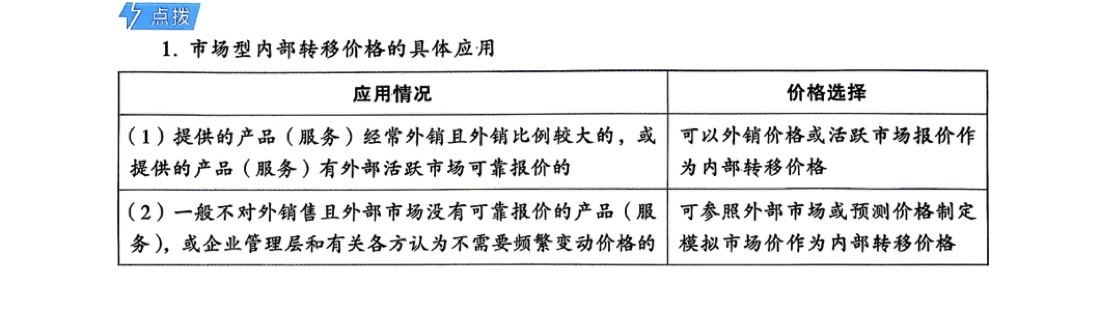 点拨
1. 市场型内部转移价格的具体应用
应用情况
价格选择
(1)提供的产品(服务)经常外销且外销比例较大的,或
提供的产品(服务)有外部活跃市场可靠报价的
可以外销价格或活跃市场报价作
为内部转移价格
(2)一般不对外销售且外部市场没有可靠报价的产品(服
务),或企业管理层和有关各方认为不需要频繁变动价格的
可参照外部市场或预测价格制定
模拟市场价作为内部转移价格